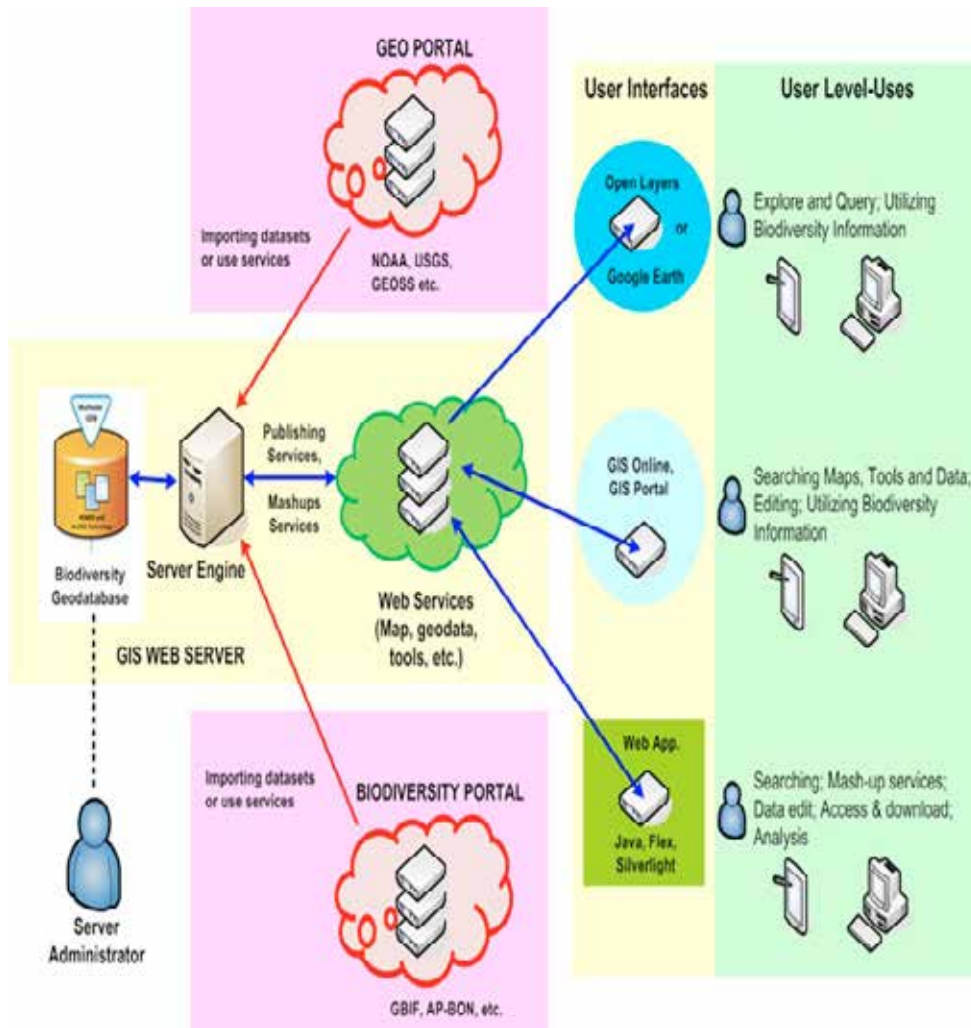 GEO PORTAL
Importing datasets
or use services
NOAA, USGS,
GEOSS etc.
User Interfaces
User Level-Uses
Open Layers
or
Google Earth
Explore and Query; Utilizing
Biodiversity Information
Biodiversity
Geodatabase
Server Engine
Publishing
Services,
Mashups
Services
Web Services
(Map, geodata,
tools, etc.)
GIS WEB SERVER
GIS Online,
GIS Portal
Searching Maps, Tools and Data;
Editing; Utilizing Biodiversity
Information
Importing datasets
or use services
BIODIVERSITY PORTAL
GBIF, AP-BON, etc.
Web App.
Java, Flex,
Silverlight
Searching; Mash-up services;
Data edit; Access & download;
Analysis
Server
Administrator